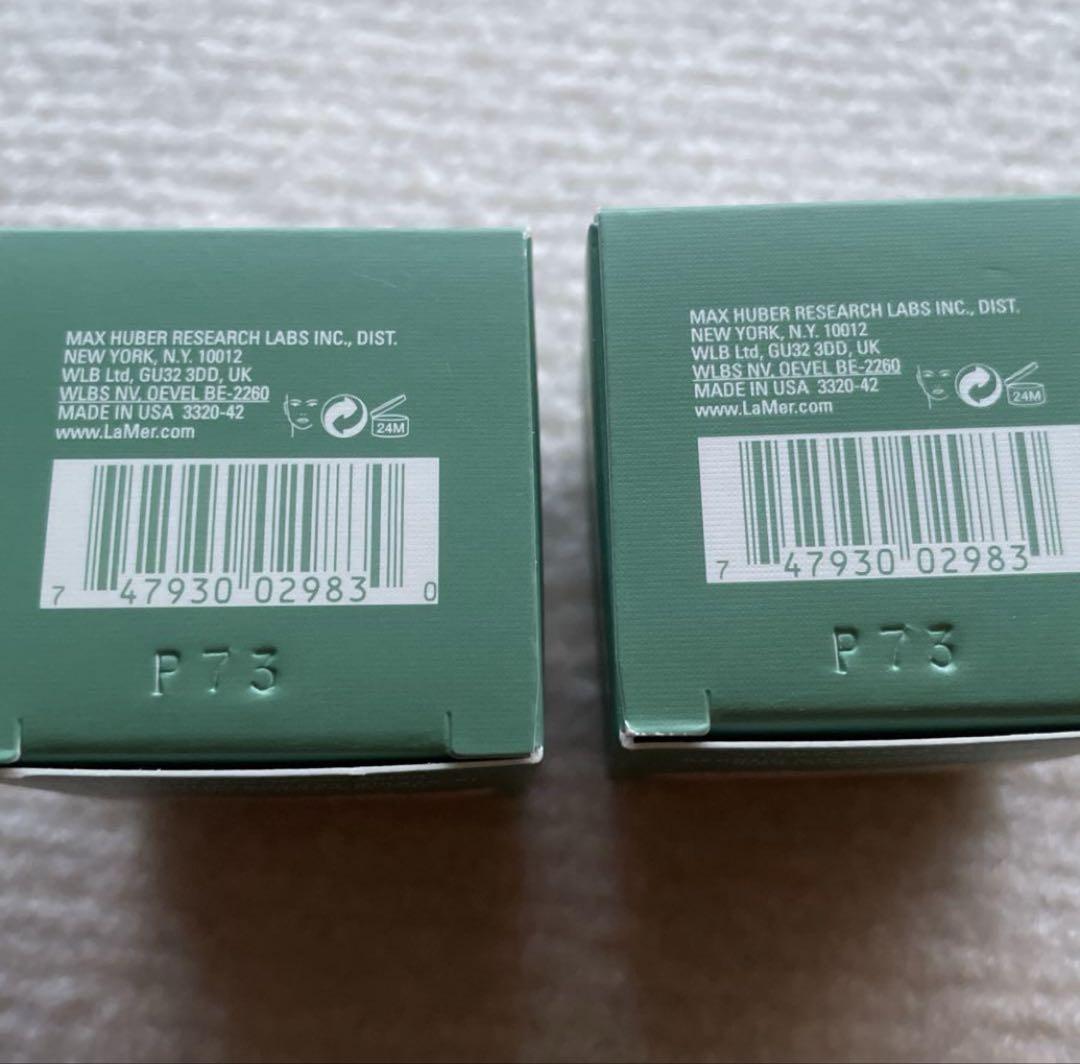 MAX HUBER RESEARCH LABS INC., DIST.
NEW YORK, N.Y. 10012
WLB Ltd, GU32 3DD, UK
WLBS NV, OEVEL BE-2260
MADE IN USA 3320-42
www.LaMer.com
24M
7 47930 02983 0
P73
MAX HUBER RESEARCH LABS INC., DIST.
NEW YORK, N.Y. 10012
WLB Ltd, GU32 3DD, UK
WLBS NV, OEVEL BE-2260
MADE IN USA 3320-42
www.LaMer.com
24M
7 47930 02983
P73